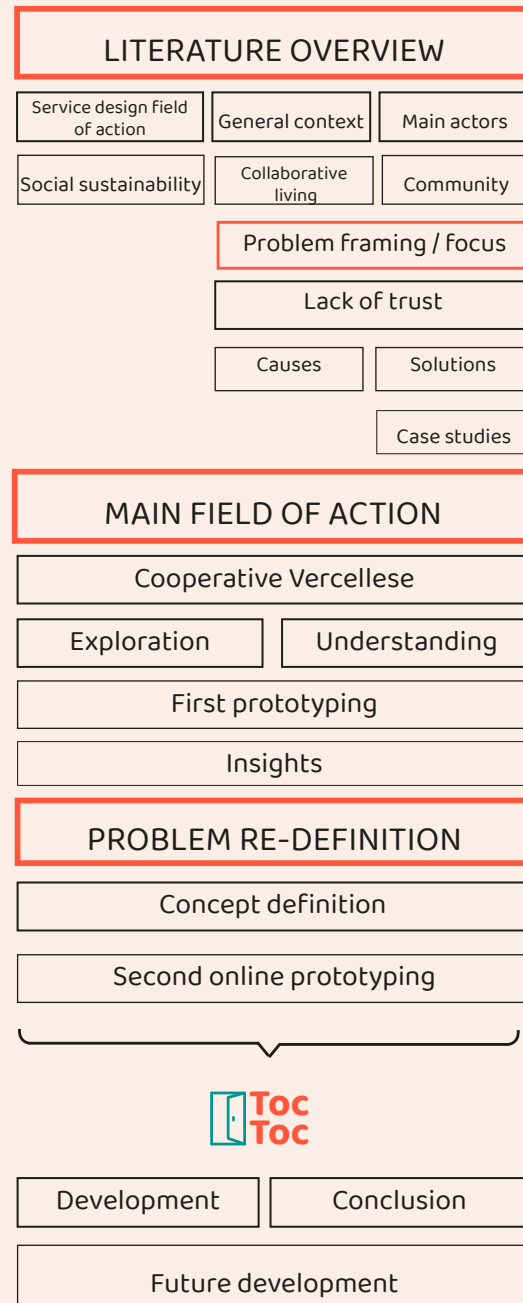 LITERATURE OVERVIEW
Service design field
of action
General context
Main actors
Social sustainability
Collaborative
living
Community
Problem framing / focus
Lack of trust
Causes
Solutions
Case studies
MAIN FIELD OF ACTION
Cooperative Vercellese
Exploration
Understanding
First prototyping
Insights
PROBLEM RE-DEFINITION
Concept definition
Second online prototyping
Toc
Toc
Development
Conclusion
Future development